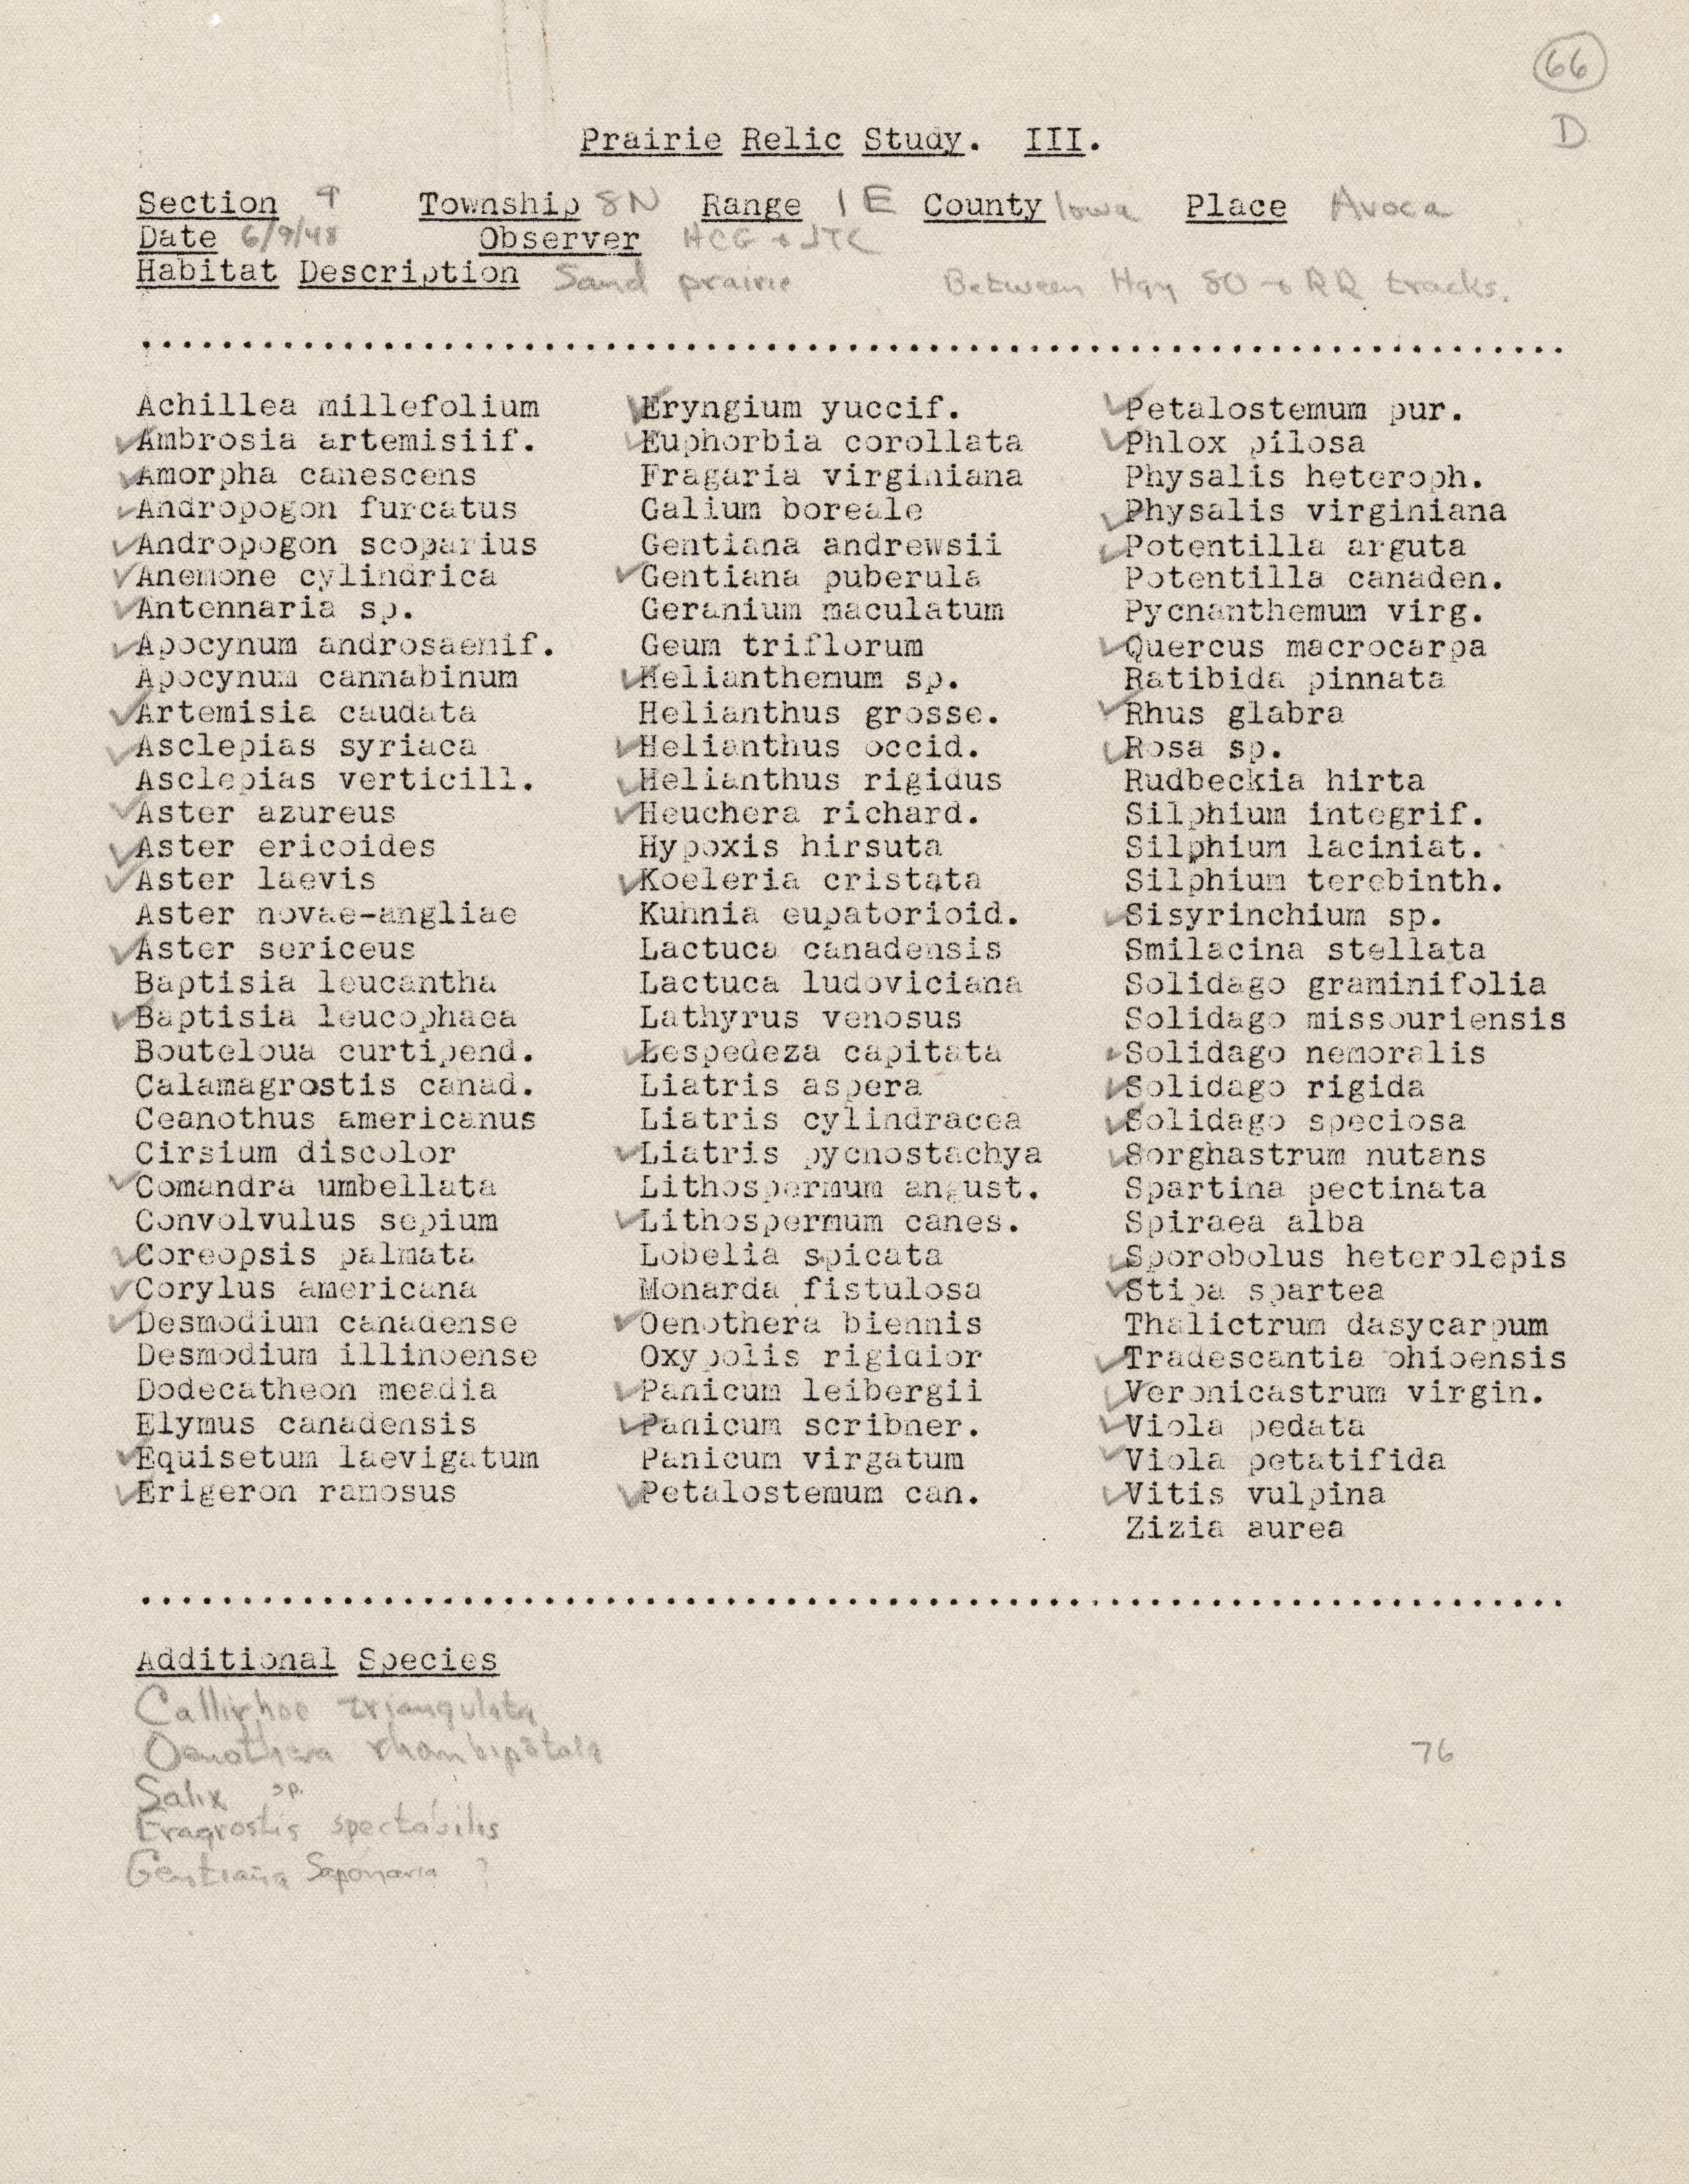 66
D
Prairie Relic Study. III.
Section 9 Township 8N Range 1E County Iowa Place Avoca
Date 6/9/48 Observer HCG + JTC
Habitat Description Sand prairie Between Hgy 80 + RR tracks.
Achillea millefolium
✓Ambrosia artemisiif.
✓Amorpha canescens
✓Andropogon furcatus
✓Andropogon scoparius
✓Anemone cylindrica
✓Antennaria sp.
✓Apocynum androsaemif.
Apocynum cannabinum
✓Artemisia caudata
✓Asclepias syriaca
Asclepias verticill.
✓Aster azureus
✓Aster ericoides
✓Aster laevis
Aster novae-angliae
✓Aster sericeus
Baptisia leucantha
✓Baptisia leucophaea
Bouteloua curtipend.
Calamagrostis canad.
Ceanothus americanus
Cirsium discolor
✓Comandra umbellata
Convolvulus sepium
✓Coreopsis palmata
✓Corylus americana
✓Desmodium canadense
Desmodium illinoense
Dodecatheon meadia
Elymus canadensis
✓Equisetum laevigatum
✓Erigeron ramosus
✓Eryngium yuccif.
✓Euphorbia corollata
Fragaria virginiana
Galium boreale
Gentiana andrewsii
✓Gentiana puberula
Geranium maculatum
Geum triflorum
✓Helianthemum sp.
Helianthus grosse.
✓Helianthus occid.
✓Helianthus rigidus
✓Heuchera richard.
Hypoxis hirsuta
✓Koeleria cristata
Kuhnia eupatorioid.
Lactuca canadensis
Lactuca ludoviciana
Lathyrus venosus
✓Lespedeza capitata
Liatris aspera
Liatris cylindracea
✓Liatris pycnostachya
Lithospermum angust.
✓Lithospermum canes.
Lobelia spicata
Monarda fistulosa
✓Oenothera biennis
Oxypolis rigidior
✓Panicum leibergii
✓Panicum scribner.
Panicum virgatum
✓Petalostemum can.
✓Petalostemum pur.
✓Phlox pilosa
Physalis heteroph.
✓Physalis virginiana
✓Potentilla arguta
Potentilla canaden.
Pycnanthemum virg.
✓Quercus macrocarpa
Ratibida pinnata
✓Rhus glabra
✓Rosa sp.
Rudbeckia hirta
Silphium integrif.
Silphium laciniat.
Silphium terebinth.
✓Sisyrinchium sp.
Smilacina stellata
Solidago graminifolia
Solidago missouriensis
✓Solidago nemoralis
✓Solidago rigida
✓Solidago speciosa
✓Sorghastrum nutans
Spartina pectinata
Spiraea alba
✓Sporobolus heterolepis
✓Stipa spartea
Thalictrum dasycarpum
✓Tradescantia ohioensis
✓Veronicastrum virgin.
✓Viola pedata
✓Viola petatifida
✓Vitis vulpina
Zizia aurea
Additional Species
Callirhoe triangulata
Oenothera rhombipetala
76
Salix sp.
Eragrostis spectabilis
Gentiana Saponaria ?